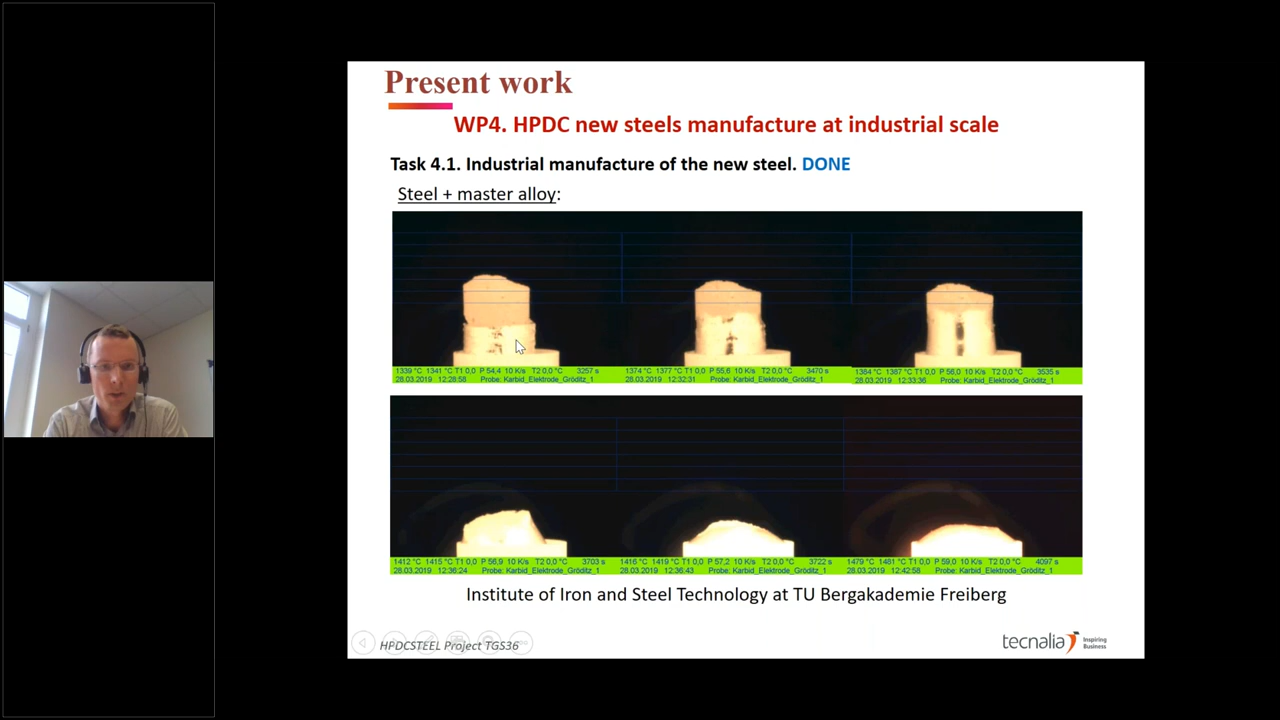 Present work
WP4. HPDC new steels manufacture at industrial scale
Task 4.1. Industrial manufacture of the new steel. DONE
Steel + master alloy:
1339 °C 1341 °C T1 0,0 P 54,4 10 K/s T2 0,0 °C 3257 s
28.03.2019 12:28:58 Probe: Karbid_Elektrode_Gröditz_1
1374 °C 1377 °C T1 0,0 P 55,6 10 K/s T2 0,0 °C 3470 s
28.03.2019 12:32:31 Probe: Karbid_Elektrode_Gröditz_1
1384 °C 1387 °C T1 0,0 P 56,0 10 K/s T2 0,0 °C 3535 s
28.03.2019 12:33:36 Probe: Karbid_Elektrode_Gröditz_1
1412 °C 1415 °C T1 0,0 P 56,9 10 K/s T2 0,0 °C 3703 s
28.03.2019 12:36:24 Probe: Karbid_Elektrode_Gröditz_1
1416 °C 1419 °C T1 0,0 P 57,2 10 K/s T2 0,0 °C 3722 s
28.03.2019 12:36:43 Probe: Karbid_Elektrode_Gröditz_1
1479 °C 1481 °C T1 0,0 P 59,0 10 K/s T2 0,0 °C 4097 s
28.03.2019 12:42:58 Probe: Karbid_Elektrode_Gröditz_1
Institute of Iron and Steel Technology at TU Bergakademie Freiberg
HPDCSTEEL Project TGS36
tecnalia Inspiring
Business